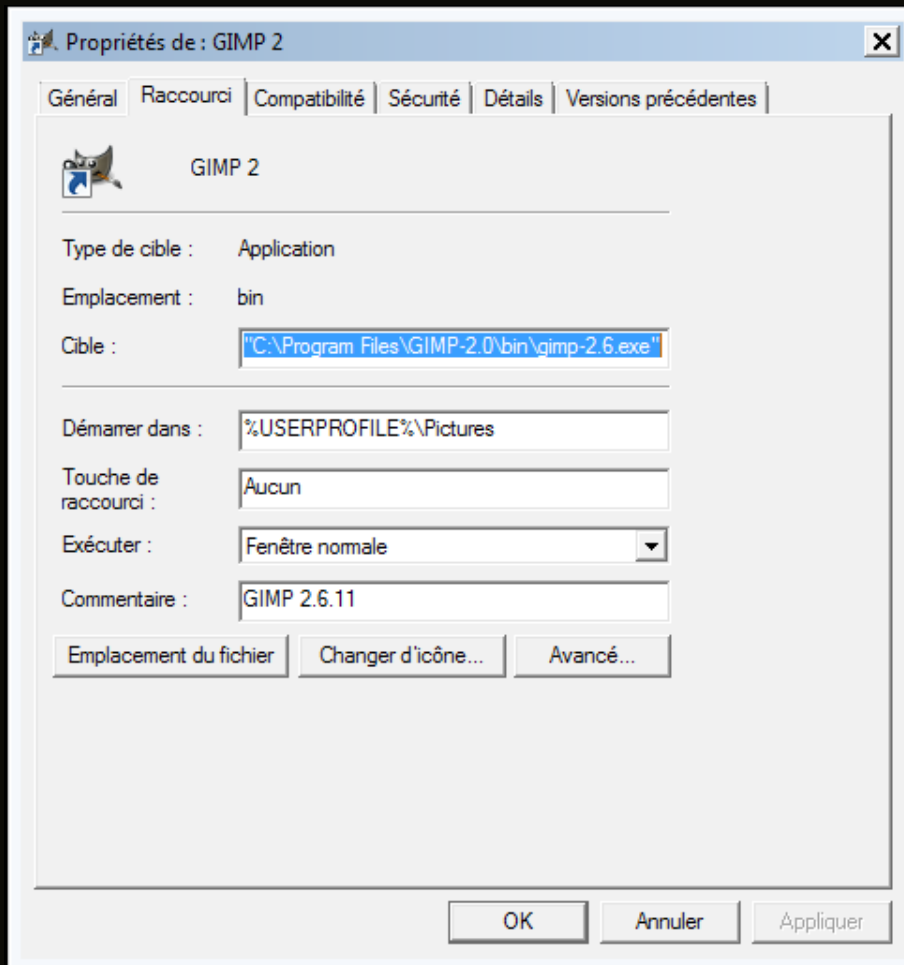 Propriétés de : GIMP 2
Général Raccourci Compatibilité Sécurité Détails Versions précédentes
GIMP 2
Type de cible : Application
Emplacement : bin
Cible : "C:\Program Files\GIMP-2.0\bin\gimp-2.6.exe"
Démarrer dans : %USERPROFILE%\Pictures
Touche de
raccourci : Aucun
Exécuter : Fenêtre normale
Commentaire : GIMP 2.6.11
Emplacement du fichier Changer d'icône... Avancé...
OK Annuler Appliquer